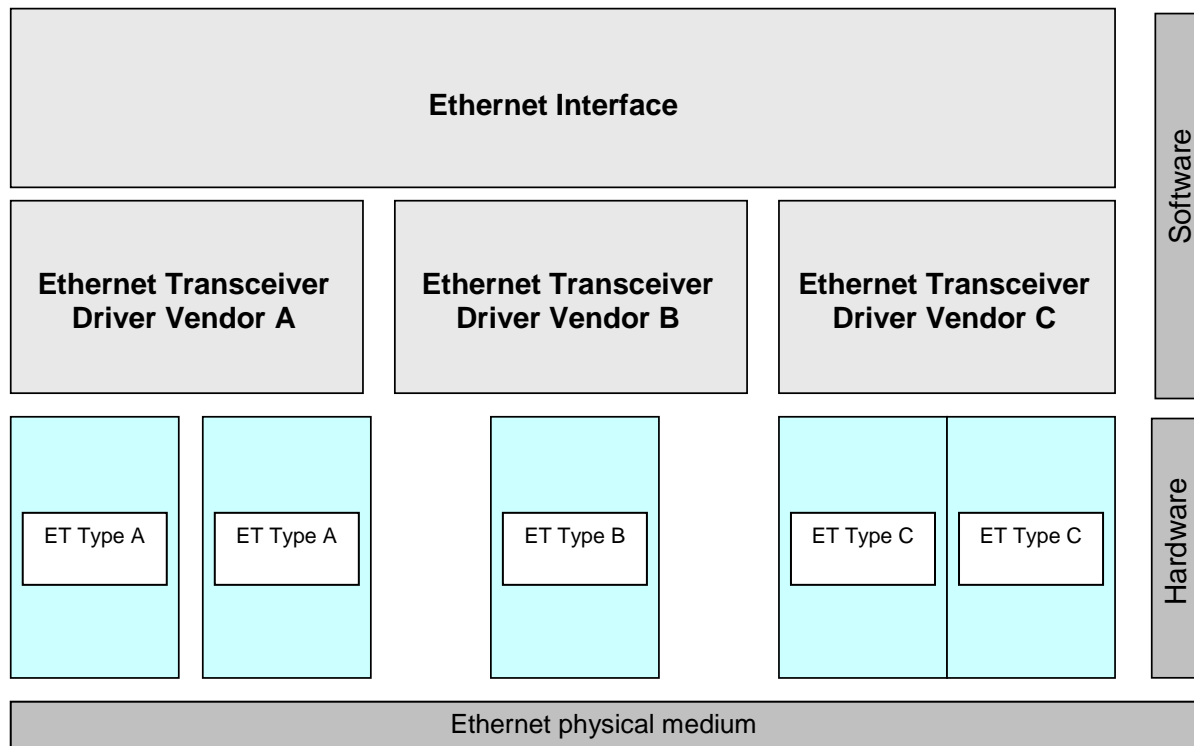 Ethernet Interface
Software
Ethernet Transceiver
Driver Vendor A
Ethernet Transceiver
Driver Vendor B
Ethernet Transceiver
Driver Vendor C
ET Type A
ET Type A
ET Type B
ET Type C
ET Type C
Hardware
Ethernet physical medium